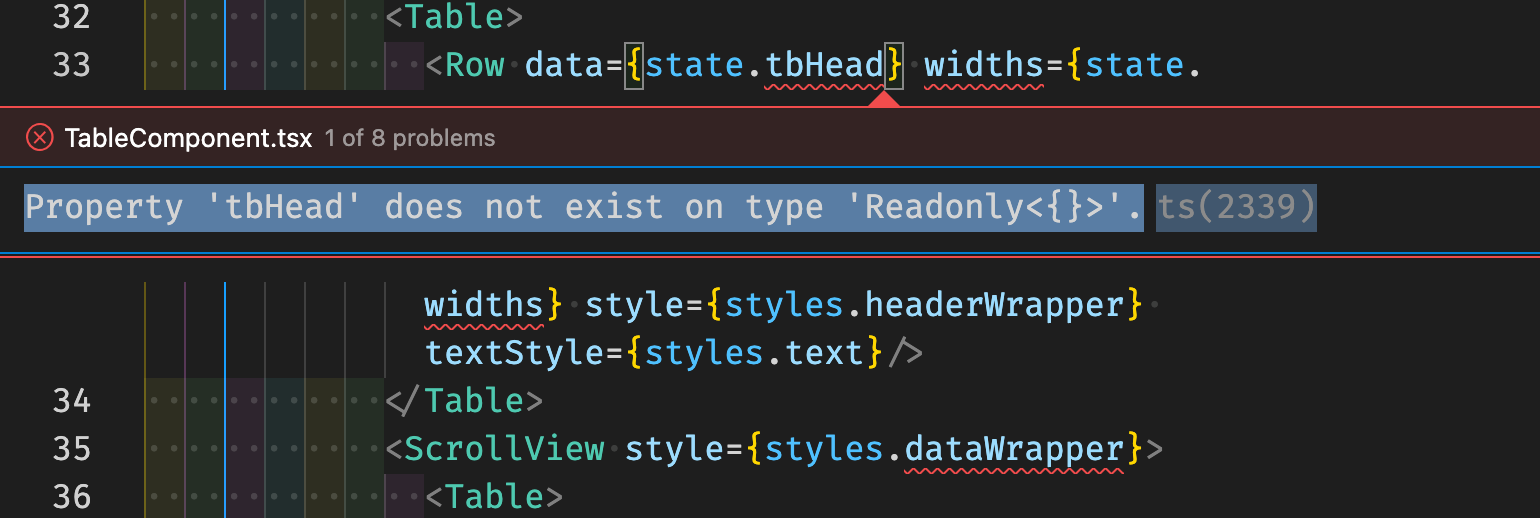 32 <Table>
33 <Row data={state.tbHead} widths={state.
TableComponent.tsx 1 of 8 problems
Property 'tbHead' does not exist on type 'Readonly<{}>'. ts(2339)
widths} style={styles.headerWrapper}
textStyle={styles.text}/>
34 </Table>
35 <ScrollView style={styles.dataWrapper}>
36 <Table>